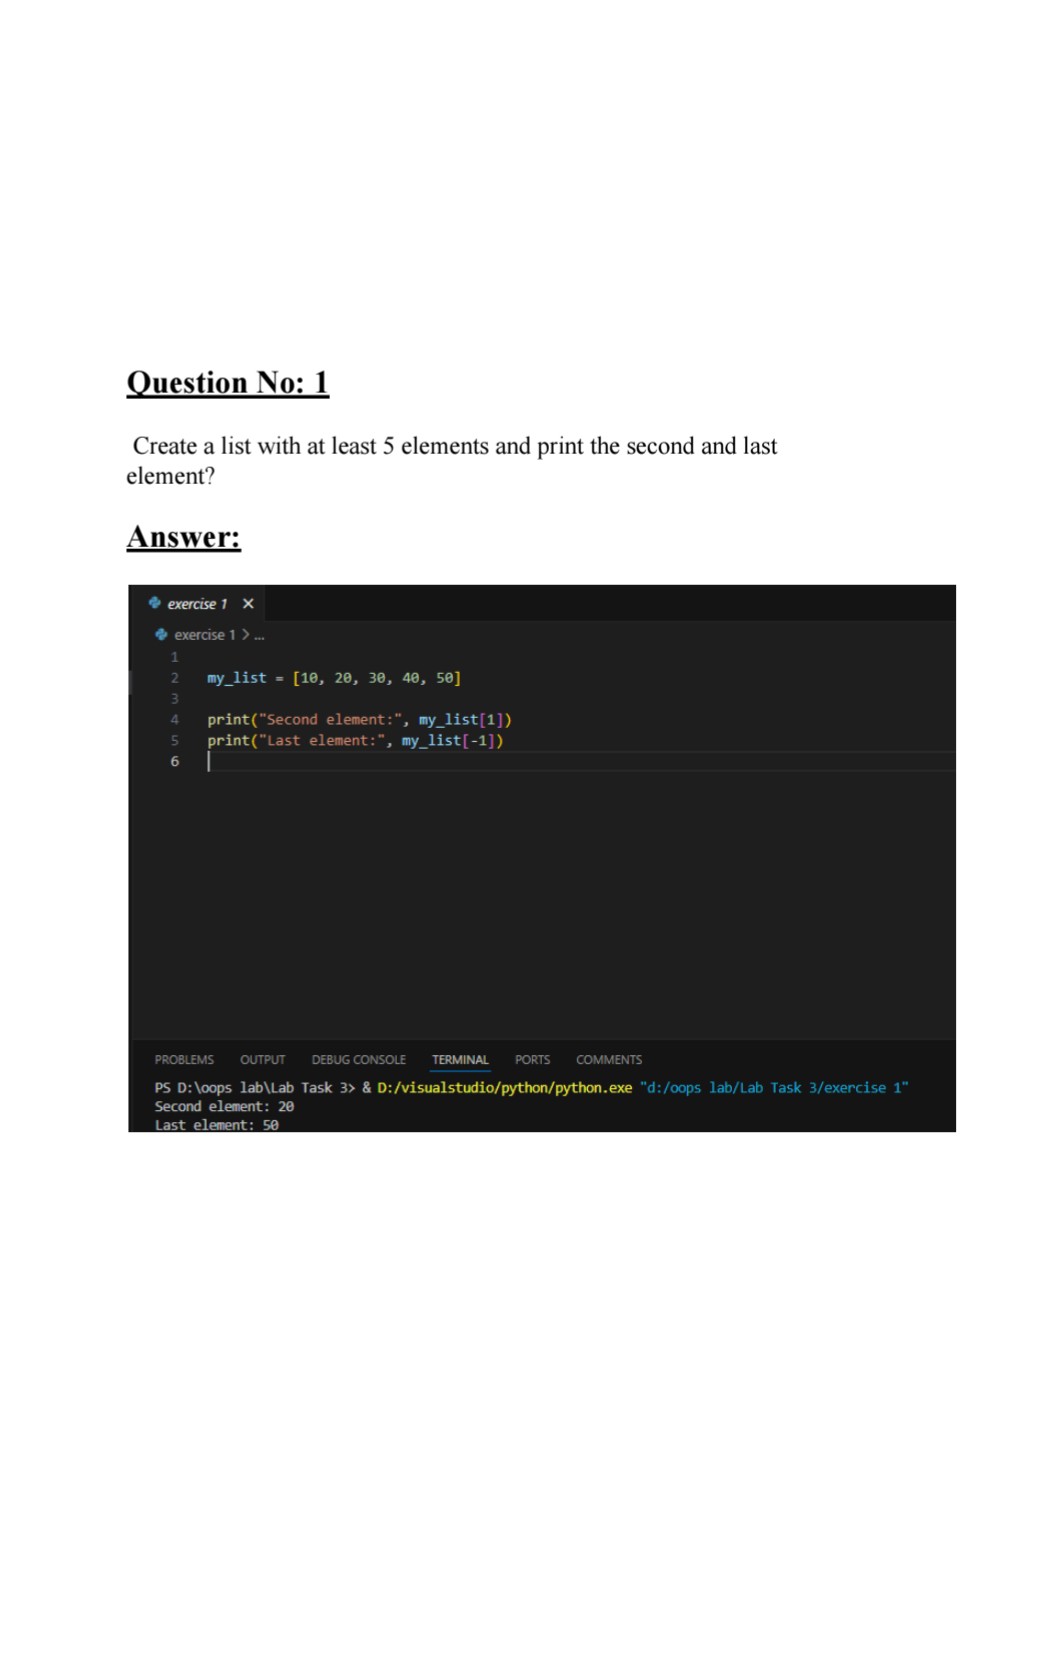 Question No: 1
Create a list with at least 5 elements and print the second and last
element?
Answer:
exercise 1 X
exercise 1 > ...
1
2 my_list = [10, 20, 30, 40, 50]
3
4 print("Second element:", my_list[1])
5 print("Last element:", my_list[-1])
6
PROBLEMS OUTPUT DEBUG CONSOLE TERMINAL PORTS COMMENTS
PS D:\oops lab\Lab Task 3> & D:/visualstudio/python/python.exe "d:/oops lab/Lab Task 3/exercise 1"
Second element: 20
Last element: 50